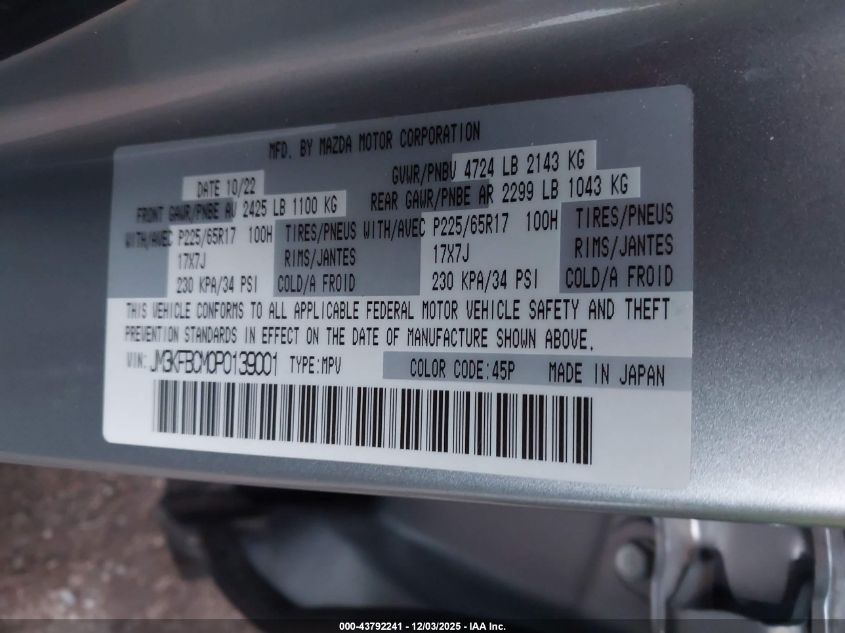 MFD. BY MAZDA MOTOR CORPORATION
DATE 10/22 GVWR/PNBV 4724 LB 2143 KG
FRONT GAWR/PNBE AV 2425 LB 1100 KG REAR GAWR/PNBE AR 2299 LB 1043 KG
WITH/AVEC P225/65R17 100H TIRES/PNEUS WITH/AVEC P225/65R17 100H TIRES/PNEUS
17X7J RIMS/JANTES 17X7J RIMS/JANTES
230 KPA/34 PSI COLD/A FROID 230 KPA/34 PSI COLD/A FROID
THIS VEHICLE CONFORMS TO ALL APPLICABLE FEDERAL MOTOR VEHICLE SAFETY AND THEFT
PREVENTION STANDARDS IN EFFECT ON THE DATE OF MANUFACTURE SHOWN ABOVE.
VIN: JM3KFBCM0P0139001 TYPE:MPV COLOR CODE:45P MADE IN JAPAN
000-43792241 - 12/03/2025 - IAA Inc.